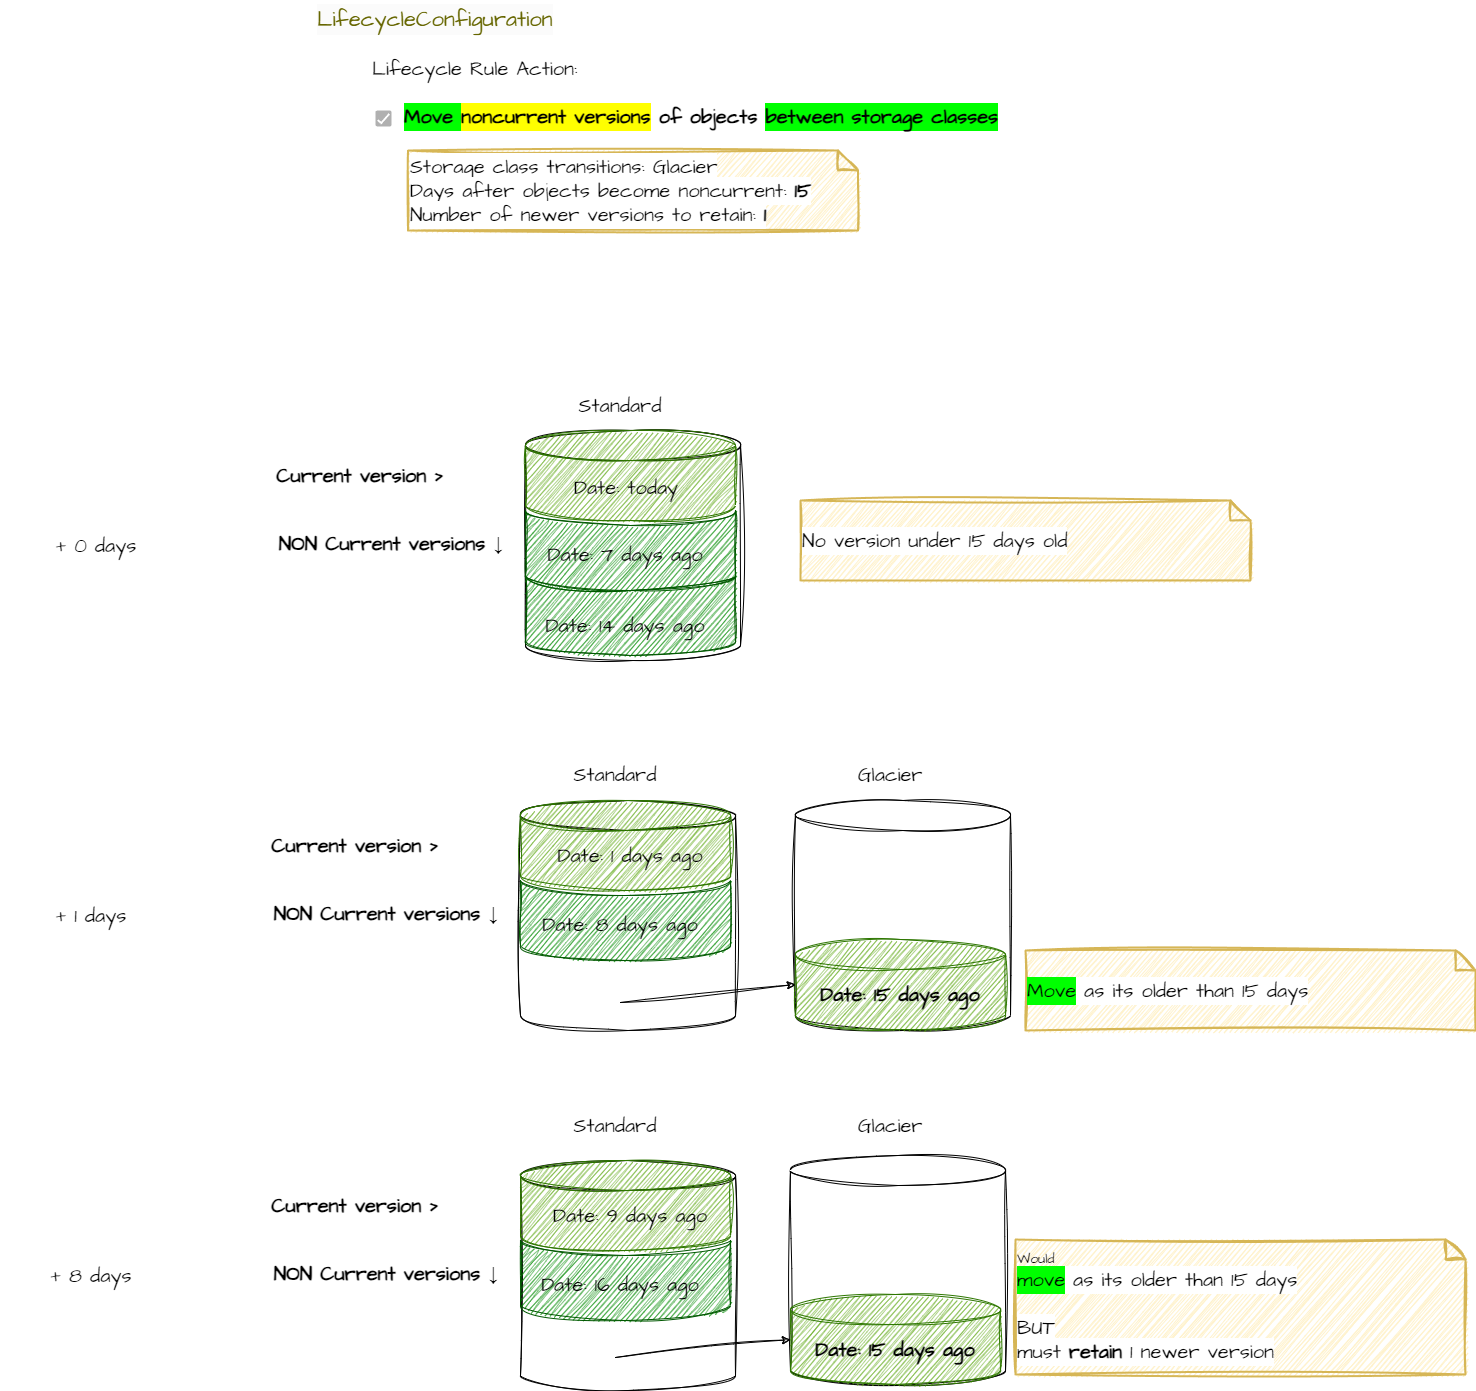 LifecycleConfiguration
Lifecycle Rule Action:
Move noncurrent versions of objects between storage classes
Storage class transitions: Glacier
Days after objects become noncurrent: 15
Number of newer versions to retain: 1
Standard
Current version >
Date: today
+ 0 days
NON Current versions ↓
Date: 7 days ago
No version under 15 days old
Date: 14 days ago
Standard
Glacier
Current version >
Date: 1 days ago
+ 1 days
NON Current versions ↓
Date: 8 days ago
Date: 15 days ago
Move as its older than 15 days
Standard
Glacier
Current version >
Date: 9 days ago
+ 8 days
NON Current versions ↓
Date: 16 days ago
Date: 15 days ago
Would
move as its older than 15 days
BUT
must retain 1 newer version